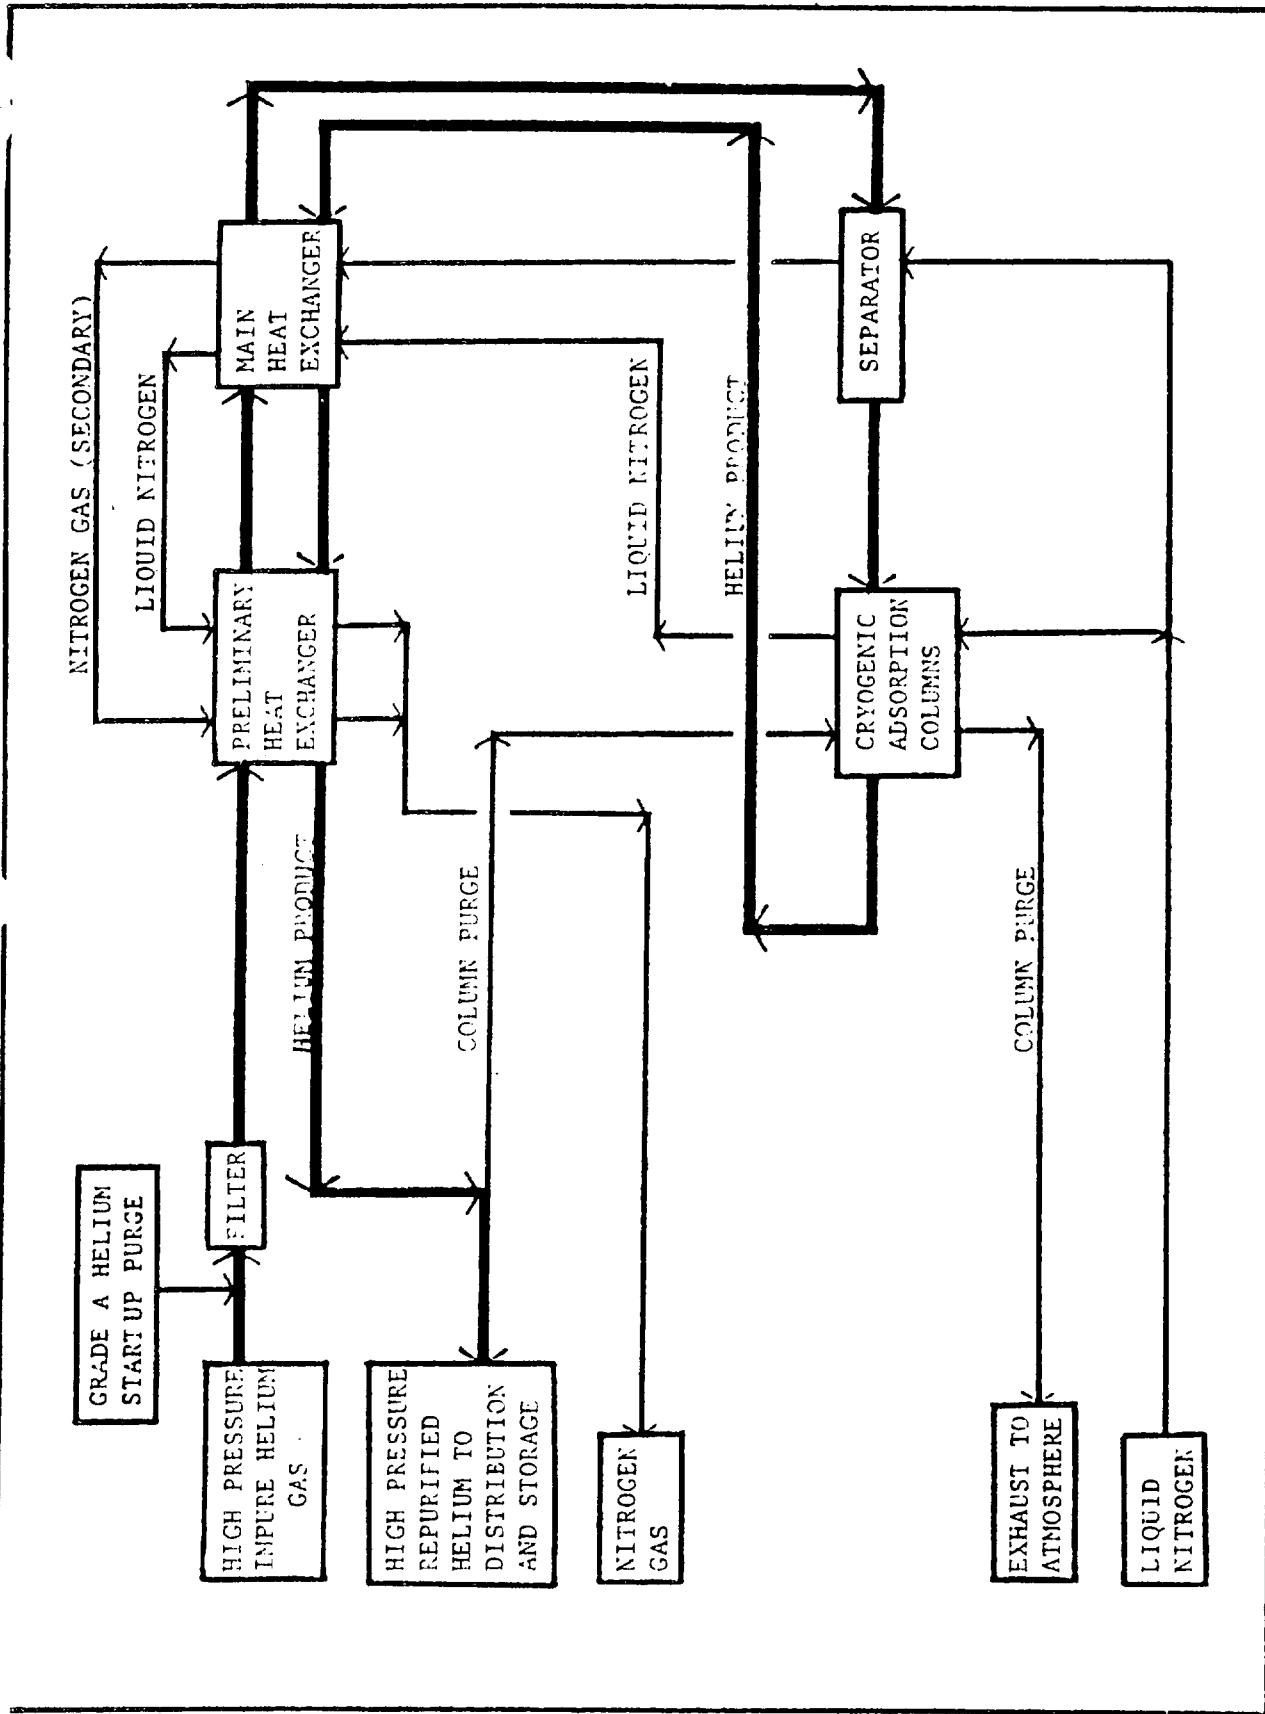 GRADE A HELIUM
STARTUP PURGE
HIGH PRESSURE
IMPURE HELIUM
GAS
FILTER
NITROGEN GAS (SECONDARY)
LIQUID NITROGEN
PRELIMINARY
HEAT
EXCHANGER
MAIN
HEAT
EXCHANGER
HELIUM PRODUCT
HIGH PRESSURE
REPURIFIED
HELIUM TO
DISTRIBUTION
AND STORAGE
COLUMN PURGE
NITROGEN
GAS
LIQUID NITROGEN
HELIUM PRODUCT
CRYOGENIC
ADSORPTION
COLUMNS
SEPARATOR
EXHAUST TO
ATMOSPHERE
COLUMN PURGE
LIQUID
NITROGEN